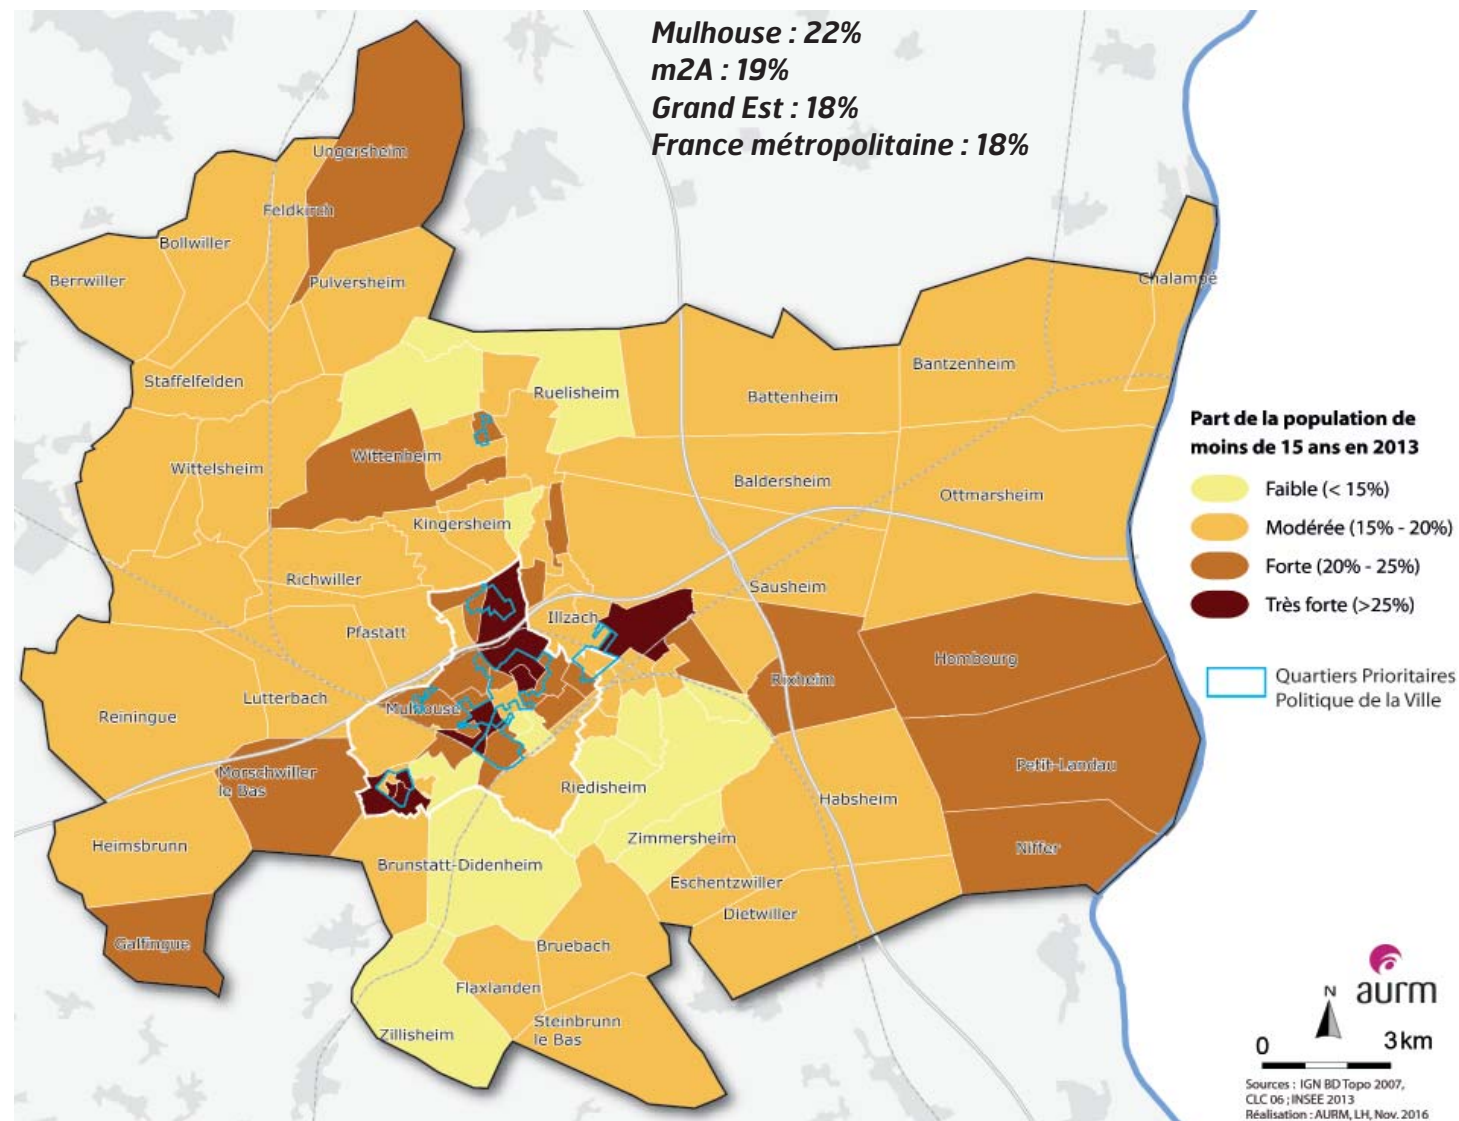 Mulhouse : 22%
m2A : 19%
Grand Est : 18%
France métropolitaine : 18%
Ungersheim
Feldkirch
Bollwiller
Berrwiller
Pulversheim
Chalampé
Staffelfelden
Ruelisheim
Battenheim
Bantzenheim
Wittelsheim
Wittenheim
Baldersheim
Ottmarsheim
Kingersheim
Richwiller
Sausheim
Illzach
Pfastatt
Hombourg
Rixheim
Lutterbach
Mulhouse
Reiningue
Morschwiller
le Bas
Petit-Landau
Riedisheim
Habsheim
Zimmersheim
Heimsbrunn
Niffer
Brunstatt-Didenheim
Eschentzwiller
Dietwiller
Galfingue
Bruebach
Flaxlanden
Zillisheim
Steinbrunn
le Bas
Part de la population de
moins de 15 ans en 2013
Faible (< 15%)
Modérée (15% - 20%)
Forte (20% - 25%)
Très forte (>25%)
Quartiers Prioritaires
Politique de la Ville
aurm
N
0 3 km
Sources : IGN BD Topo 2007,
CLC 06 ; INSEE 2013
Réalisation : AURM, LH, Nov. 2016